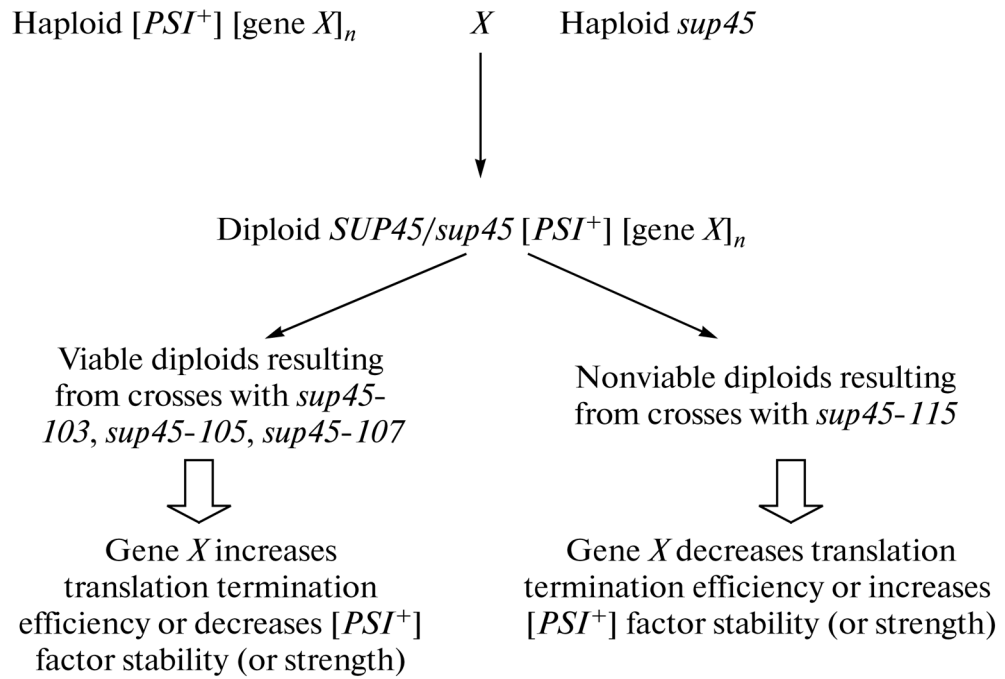 Haploid [PSI+] [gene X]n X Haploid sup45
Diploid SUP45/sup45 [PSI+] [gene X]n
Viable diploids resulting
from crosses with sup45-
103, sup45-105, sup45-107
Nonviable diploids resulting
from crosses with sup45-115
Gene X increases
translation termination
efficiency or decreases [PSI+]
factor stability (or strength)
Gene X decreases translation
termination efficiency or increases
[PSI+] factor stability (or strength)